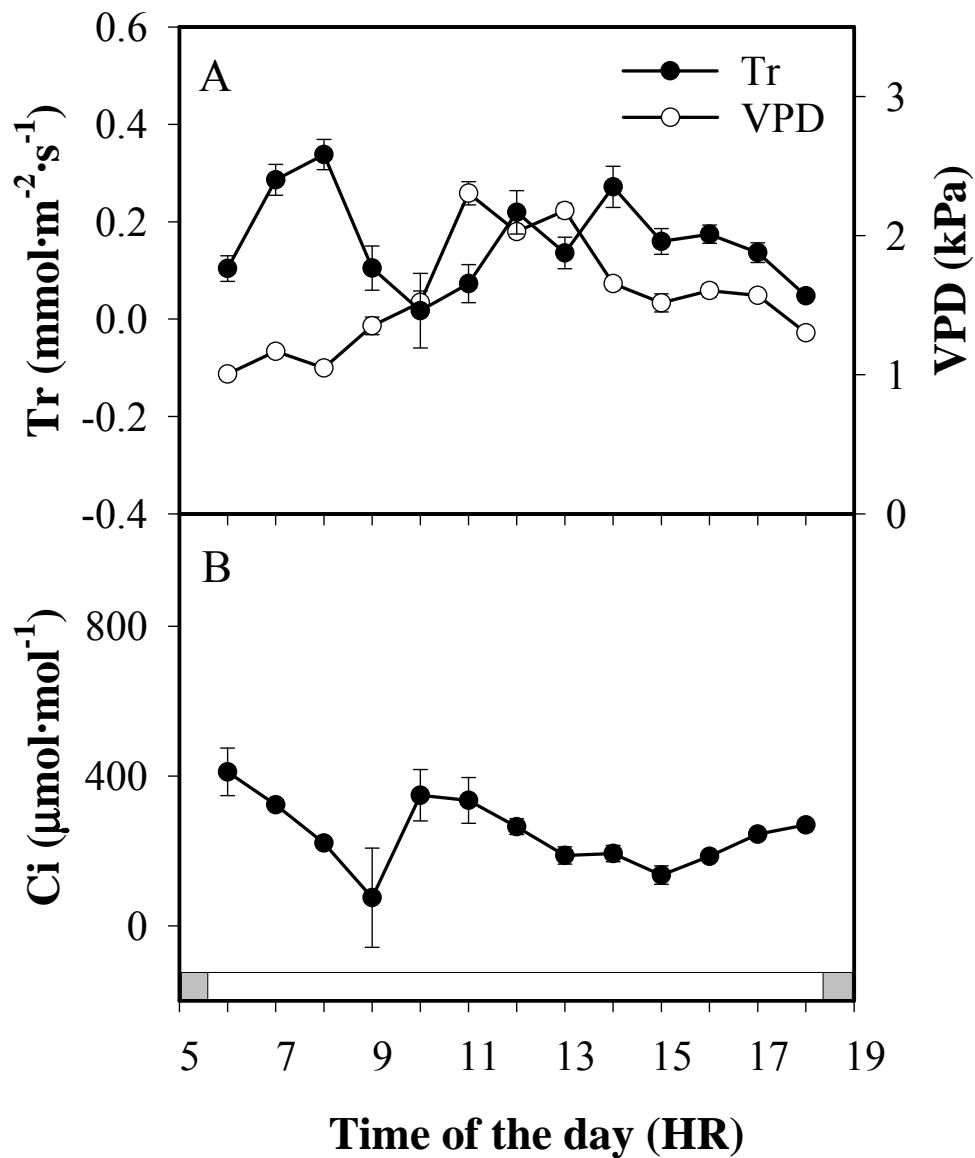 A
Tr
VPD
0.6
0.4
0.2
0.0
-0.2
-0.4
Tr (mmol·m⁻²·s⁻¹)
3
2
1
0
VPD (kPa)
B
800
400
0
Ci (μmol·mol⁻¹)
5 7 9 11 13 15 17 19
Time of the day (HR)